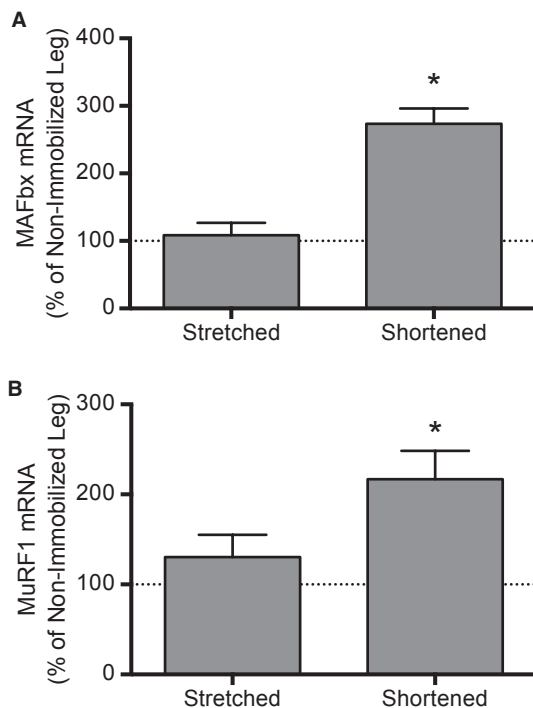 A
MAFbx mRNA
(% of Non-Immobilized Leg)
400
300
200
100
0
*
Stretched
Shortened
B
MuRF1 mRNA
(% of Non-Immobilized Leg)
300
200
100
0
*
Stretched
Shortened